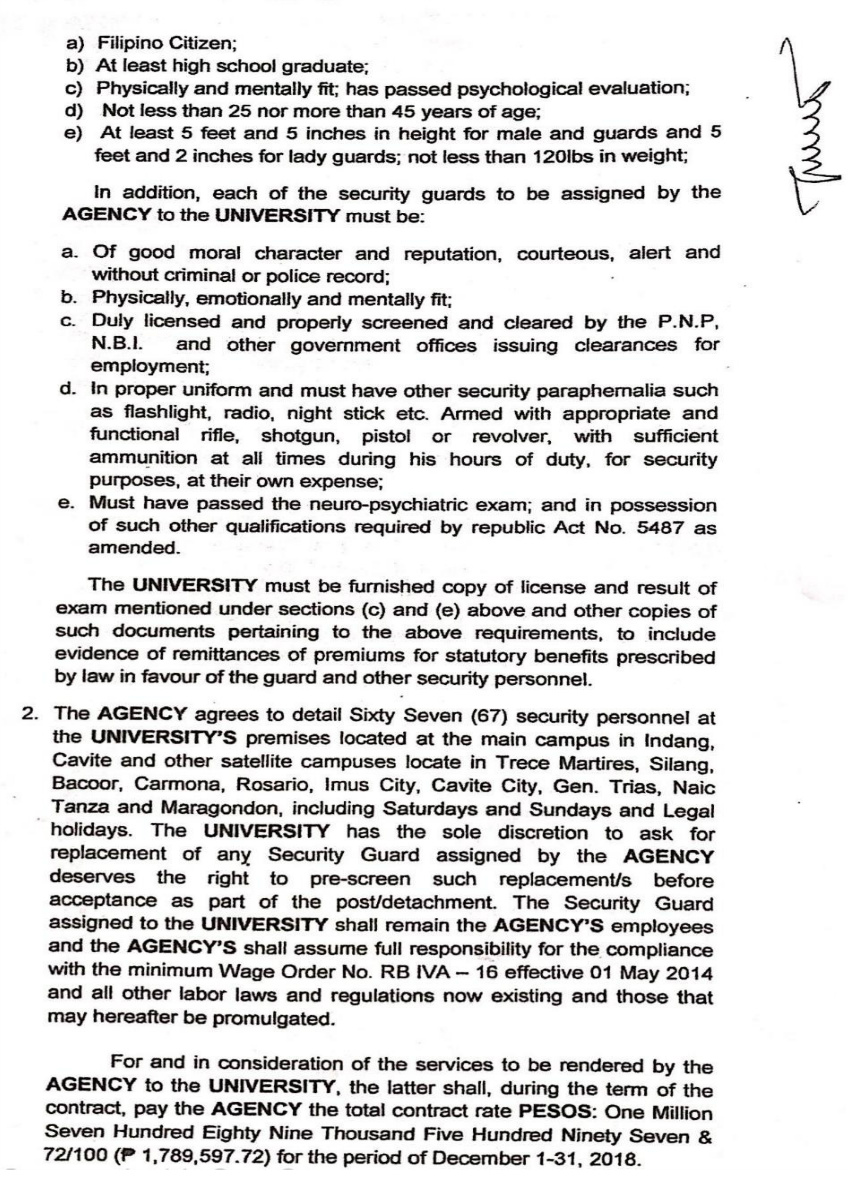 a) Filipino Citizen;
b) At least high school graduate;
c) Physically and mentally fit; has passed psychological evaluation;
d) Not less than 25 nor more than 45 years of age;
e) At least 5 feet and 5 inches in height for male and guards and 5
feet and 2 inches for lady guards; not less than 120lbs in weight;
In addition, each of the security guards to be assigned by the
AGENCY to the UNIVERSITY must be:
a. Of good moral character and reputation, courteous, alert and
without criminal or police record;
b. Physically, emotionally and mentally fit;
c. Duly licensed and properly screened and cleared by the P.N.P,
N.B.I. and other government offices issuing clearances for
employment;
d. In proper uniform and must have other security paraphernalia such
as flashlight, radio, night stick etc. Armed with appropriate and
functional rifle, shotgun, pistol or revolver, with sufficient
ammunition at all times during his hours of duty, for security
purposes, at their own expense;
e. Must have passed the neuro-psychiatric exam; and in possession
of such other qualifications required by republic Act No. 5487 as
amended.
The UNIVERSITY must be furnished copy of license and result of
exam mentioned under sections (c) and (e) above and other copies of
such documents pertaining to the above requirements, to include
evidence of remittances of premiums for statutory benefits prescribed
by law in favour of the guard and other security personnel.
2. The AGENCY agrees to detail Sixty Seven (67) security personnel at
the UNIVERSITY'S premises located at the main campus in Indang,
Cavite and other satellite campuses locate in Trece Martires, Silang,
Bacoor, Carmona, Rosario, Imus City, Cavite City, Gen. Trias, Naic
Tanza and Maragondon, including Saturdays and Sundays and Legal
holidays. The UNIVERSITY has the sole discretion to ask for
replacement of any Security Guard assigned by the AGENCY
deserves the right to pre-screen such replacement/s before
acceptance as part of the post/detachment. The Security Guard
assigned to the UNIVERSITY shall remain the AGENCY'S employees
and the AGENCY'S shall assume full responsibility for the compliance
with the minimum Wage Order No. RB IVA – 16 effective 01 May 2014
and all other labor laws and regulations now existing and those that
may hereafter be promulgated.
For and in consideration of the services to be rendered by the
AGENCY to the UNIVERSITY, the latter shall, during the term of the
contract, pay the AGENCY the total contract rate PESOS: One Million
Seven Hundred Eighty Nine Thousand Five Hundred Ninety Seven &
72/100 (₱ 1,789,597.72) for the period of December 1-31, 2018.